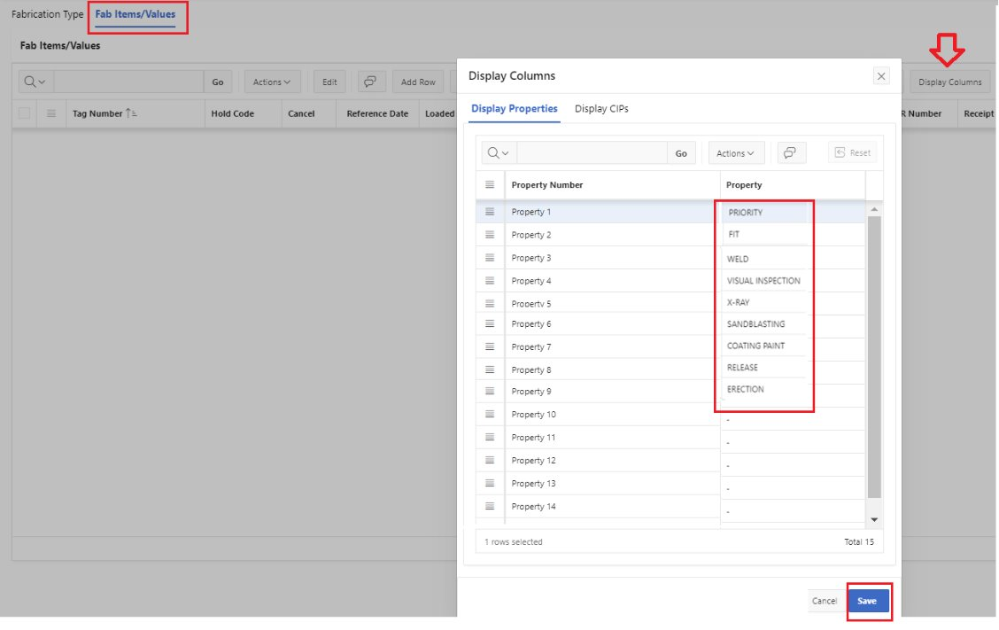 Fabrication Type Fab Items/Values
Fab Items/Values
Go Actions Edit Add Row Display Columns
Tag Number Hold Code Cancel Reference Date Loaded R Number Receipt
Display Columns
Display Properties Display CIPs
Go Actions Reset
Property Number Property
Property 1 PRIORITY
Property 2 FIT
Property 3 WELD
Property 4 VISUAL INSPECTION
Property 5 X-RAY
Property 6 SANDBLASTING
Property 7 COATING PAINT
Property 8 RELEASE
Property 9 ERECTION
Property 10 -
Property 11 -
Property 12 -
Property 13 -
Property 14 -
1 rows selected Total 15
Cancel Save